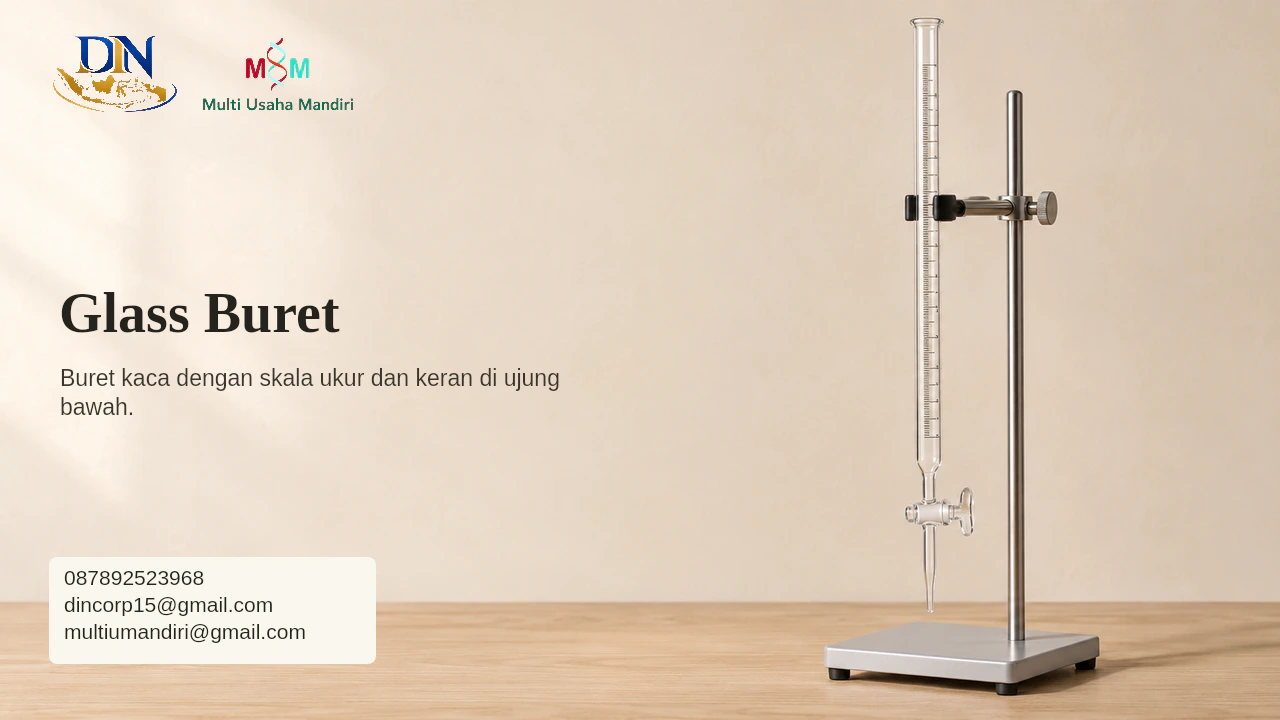 DIN
MSM
Multi Usaha Mandiri
Glass Buret
Buret kaca dengan skala ukur dan keran di ujung
bawah.
087892523968
dincorp15@gmail.com
multiumandiri@gmail.com